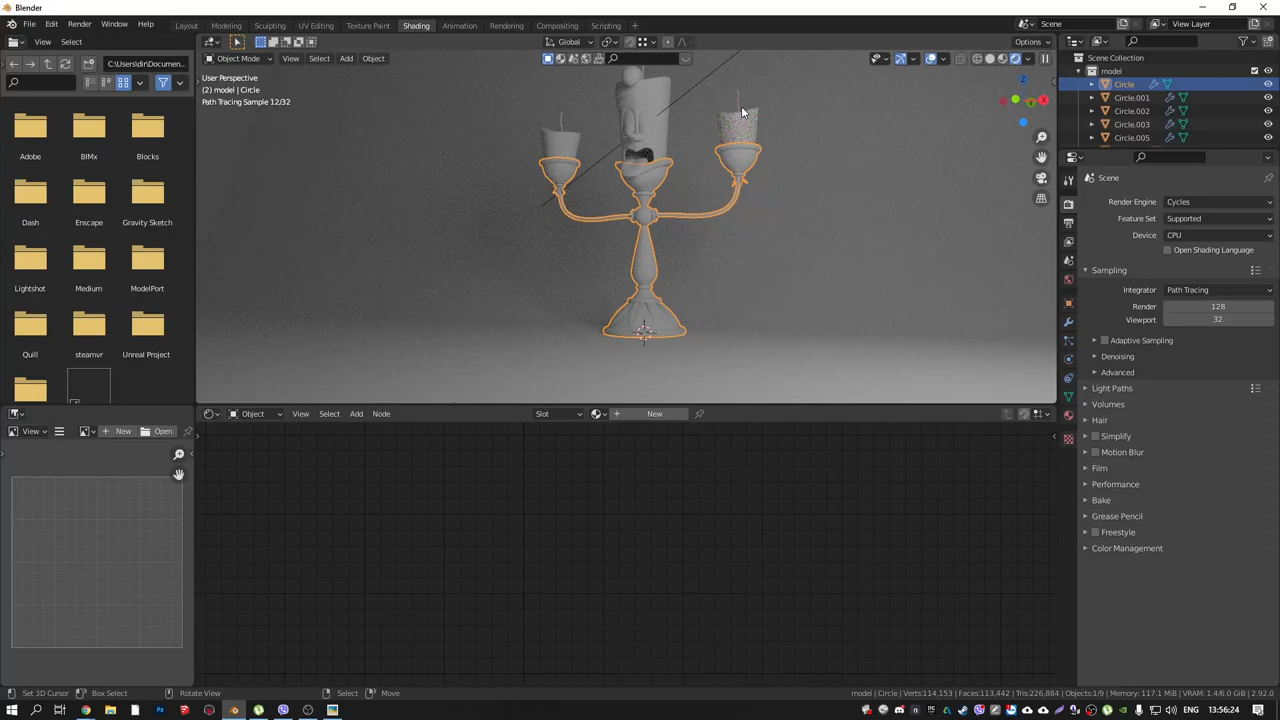 Blender
File Edit Render Window Help
Layout Modeling Sculpting UV Editing Texture Paint Shading Animation Rendering Compositing Scripting +
Scene
View Layer
View Select
Global
Options
C:\Users\dir\Documen...
Object Mode View Select Add Object
User Perspective
(2) model | Circle
Path Tracing Sample 12/32
Z
X
Adobe BIMx Blocks
Dash Enscape Gravity Sketch
Lightshot Medium ModelPort
Quill steamvr Unreal Project
Scene Collection
model
Circle
Circle.001
Circle.002
Circle.003
Circle.005
Scene
Render Engine Cycles
Feature Set Supported
Device CPU
Open Shading Language
Sampling
Integrator Path Tracing
Render 128
Viewport 32
Adaptive Sampling
Denoising
Advanced
Light Paths
Volumes
Hair
Simplify
Motion Blur
Film
Performance
Bake
Grease Pencil
Freestyle
Color Management
Object View Select Add Node
Slot
New
View
New Open
Set 3D Cursor Box Select Rotate View Select Move
model | Circle | Verts:114,153 | Faces:113,442 | Tris:226,884 | Objects:1/9 | Memory: 117.1 MiB | VRAM: 1.4/6.0 GiB | 2.92.0
ENG 13:56:24